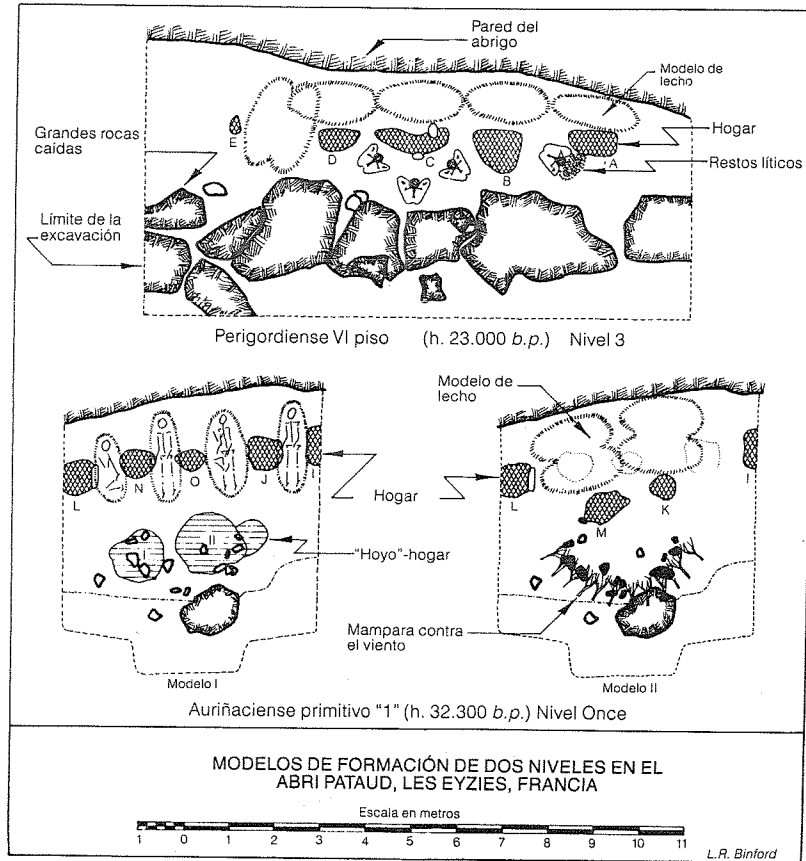 Pared del
abrigo
Modelo de
lecho
Grandes rocas
caídas
Hogar
Restos líticos
Límite de la
excavación
E
D
C
B
A
Perigordiense VI piso (h. 23.000 b.p.) Nivel 3
Modelo de
lecho
L
N
O
J
I
Hogar
L
M
K
I
I
II
"Hoyo"-hogar
Mampara contra
el viento
Modelo I
Modelo II
Auriñaciense primitivo "1" (h. 32.300 b.p.) Nivel Once
MODELOS DE FORMACIÓN DE DOS NIVELES EN EL
ABRI PATAUD, LES EYZIES, FRANCIA
Escala en metros
1 0 1 2 3 4 5 6 7 8 9 10 11
L.R. Binford